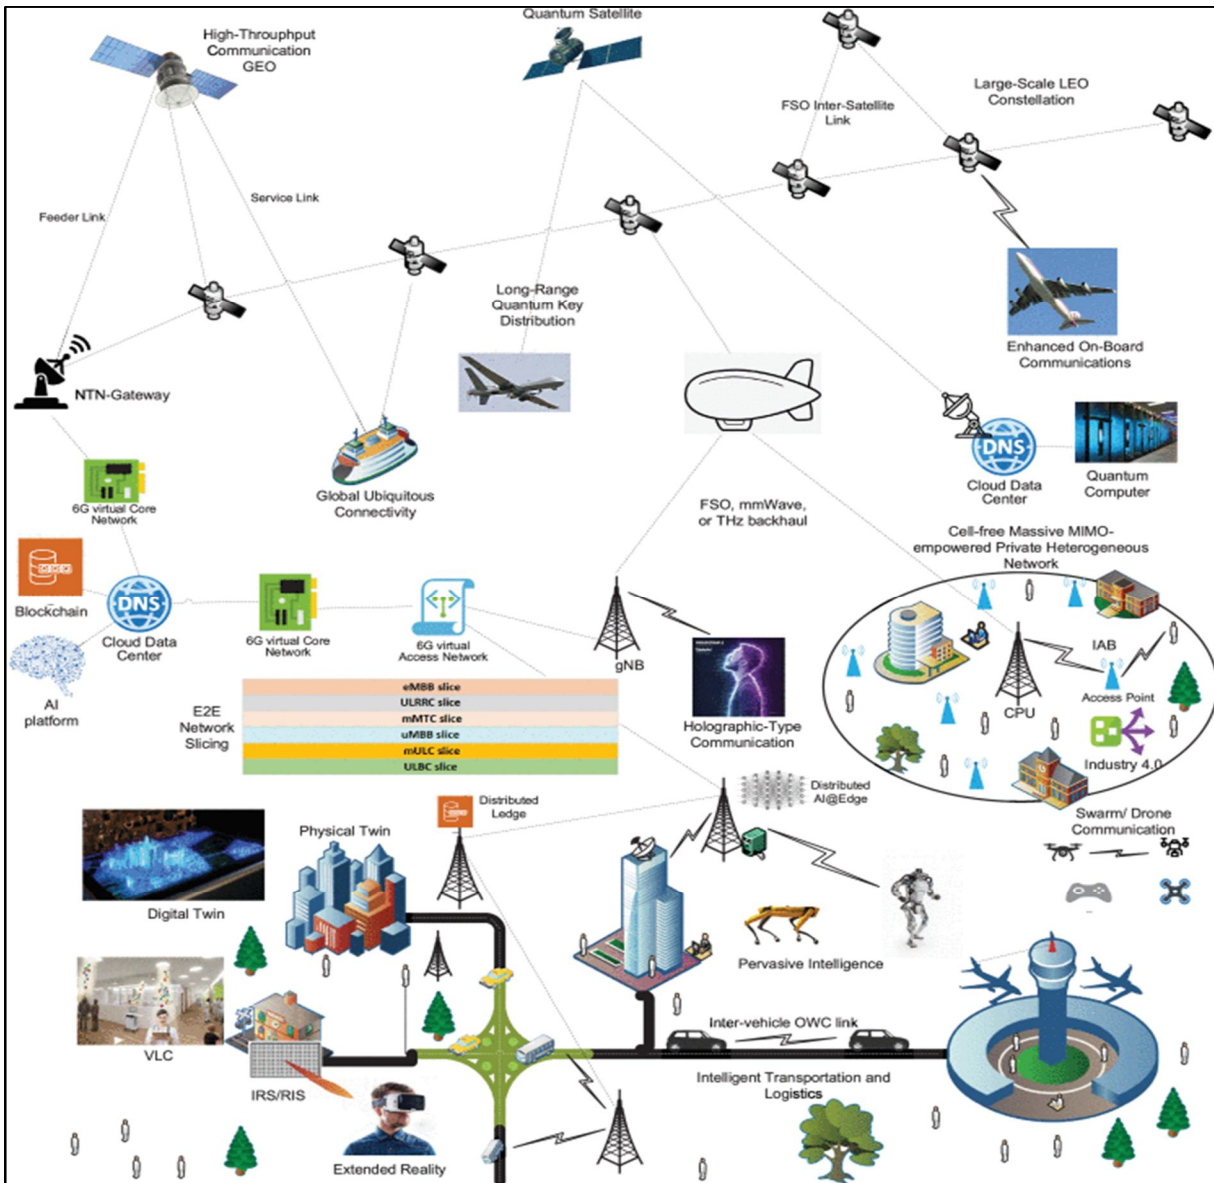 Quantum Satellite
High-Throughput
Communication
GEO
Large-Scale LEO
Constellation
FSO Inter-Satellite
Link
Service Link
Feeder Link
Long-Range
Quantum Key
Distribution
Enhanced On-Board
Communications
NTN-Gateway
DNS
Cloud Data
Center
Quantum
Computer
Global Ubiquitous
Connectivity
6G virtual Core
Network
FSO, mmWave,
or THz backhaul
Cell-free Massive MIMO-
empowered Private Heterogeneous
Network
Blockchain
DNS
Cloud Data
Center
6G virtual Core
Network
6G virtual
Access Network
gNB
AI
platform
IAB
Access Point
CPU
Industry 4.0
E2E
Network
Slicing
eMBB slice
ULRRC slice
mMTC slice
uMBB slice
mULC slice
ULBC slice
Holographic-Type
Communication
Distributed
AI@Edge
Distributed
Ledge
Swarm/ Drone
Communication
...
Physical Twin
Digital Twin
Pervasive Intelligence
VLC
IRS/RIS
Inter-vehicle OWC link
Intelligent Transportation and
Logistics
Extended Reality